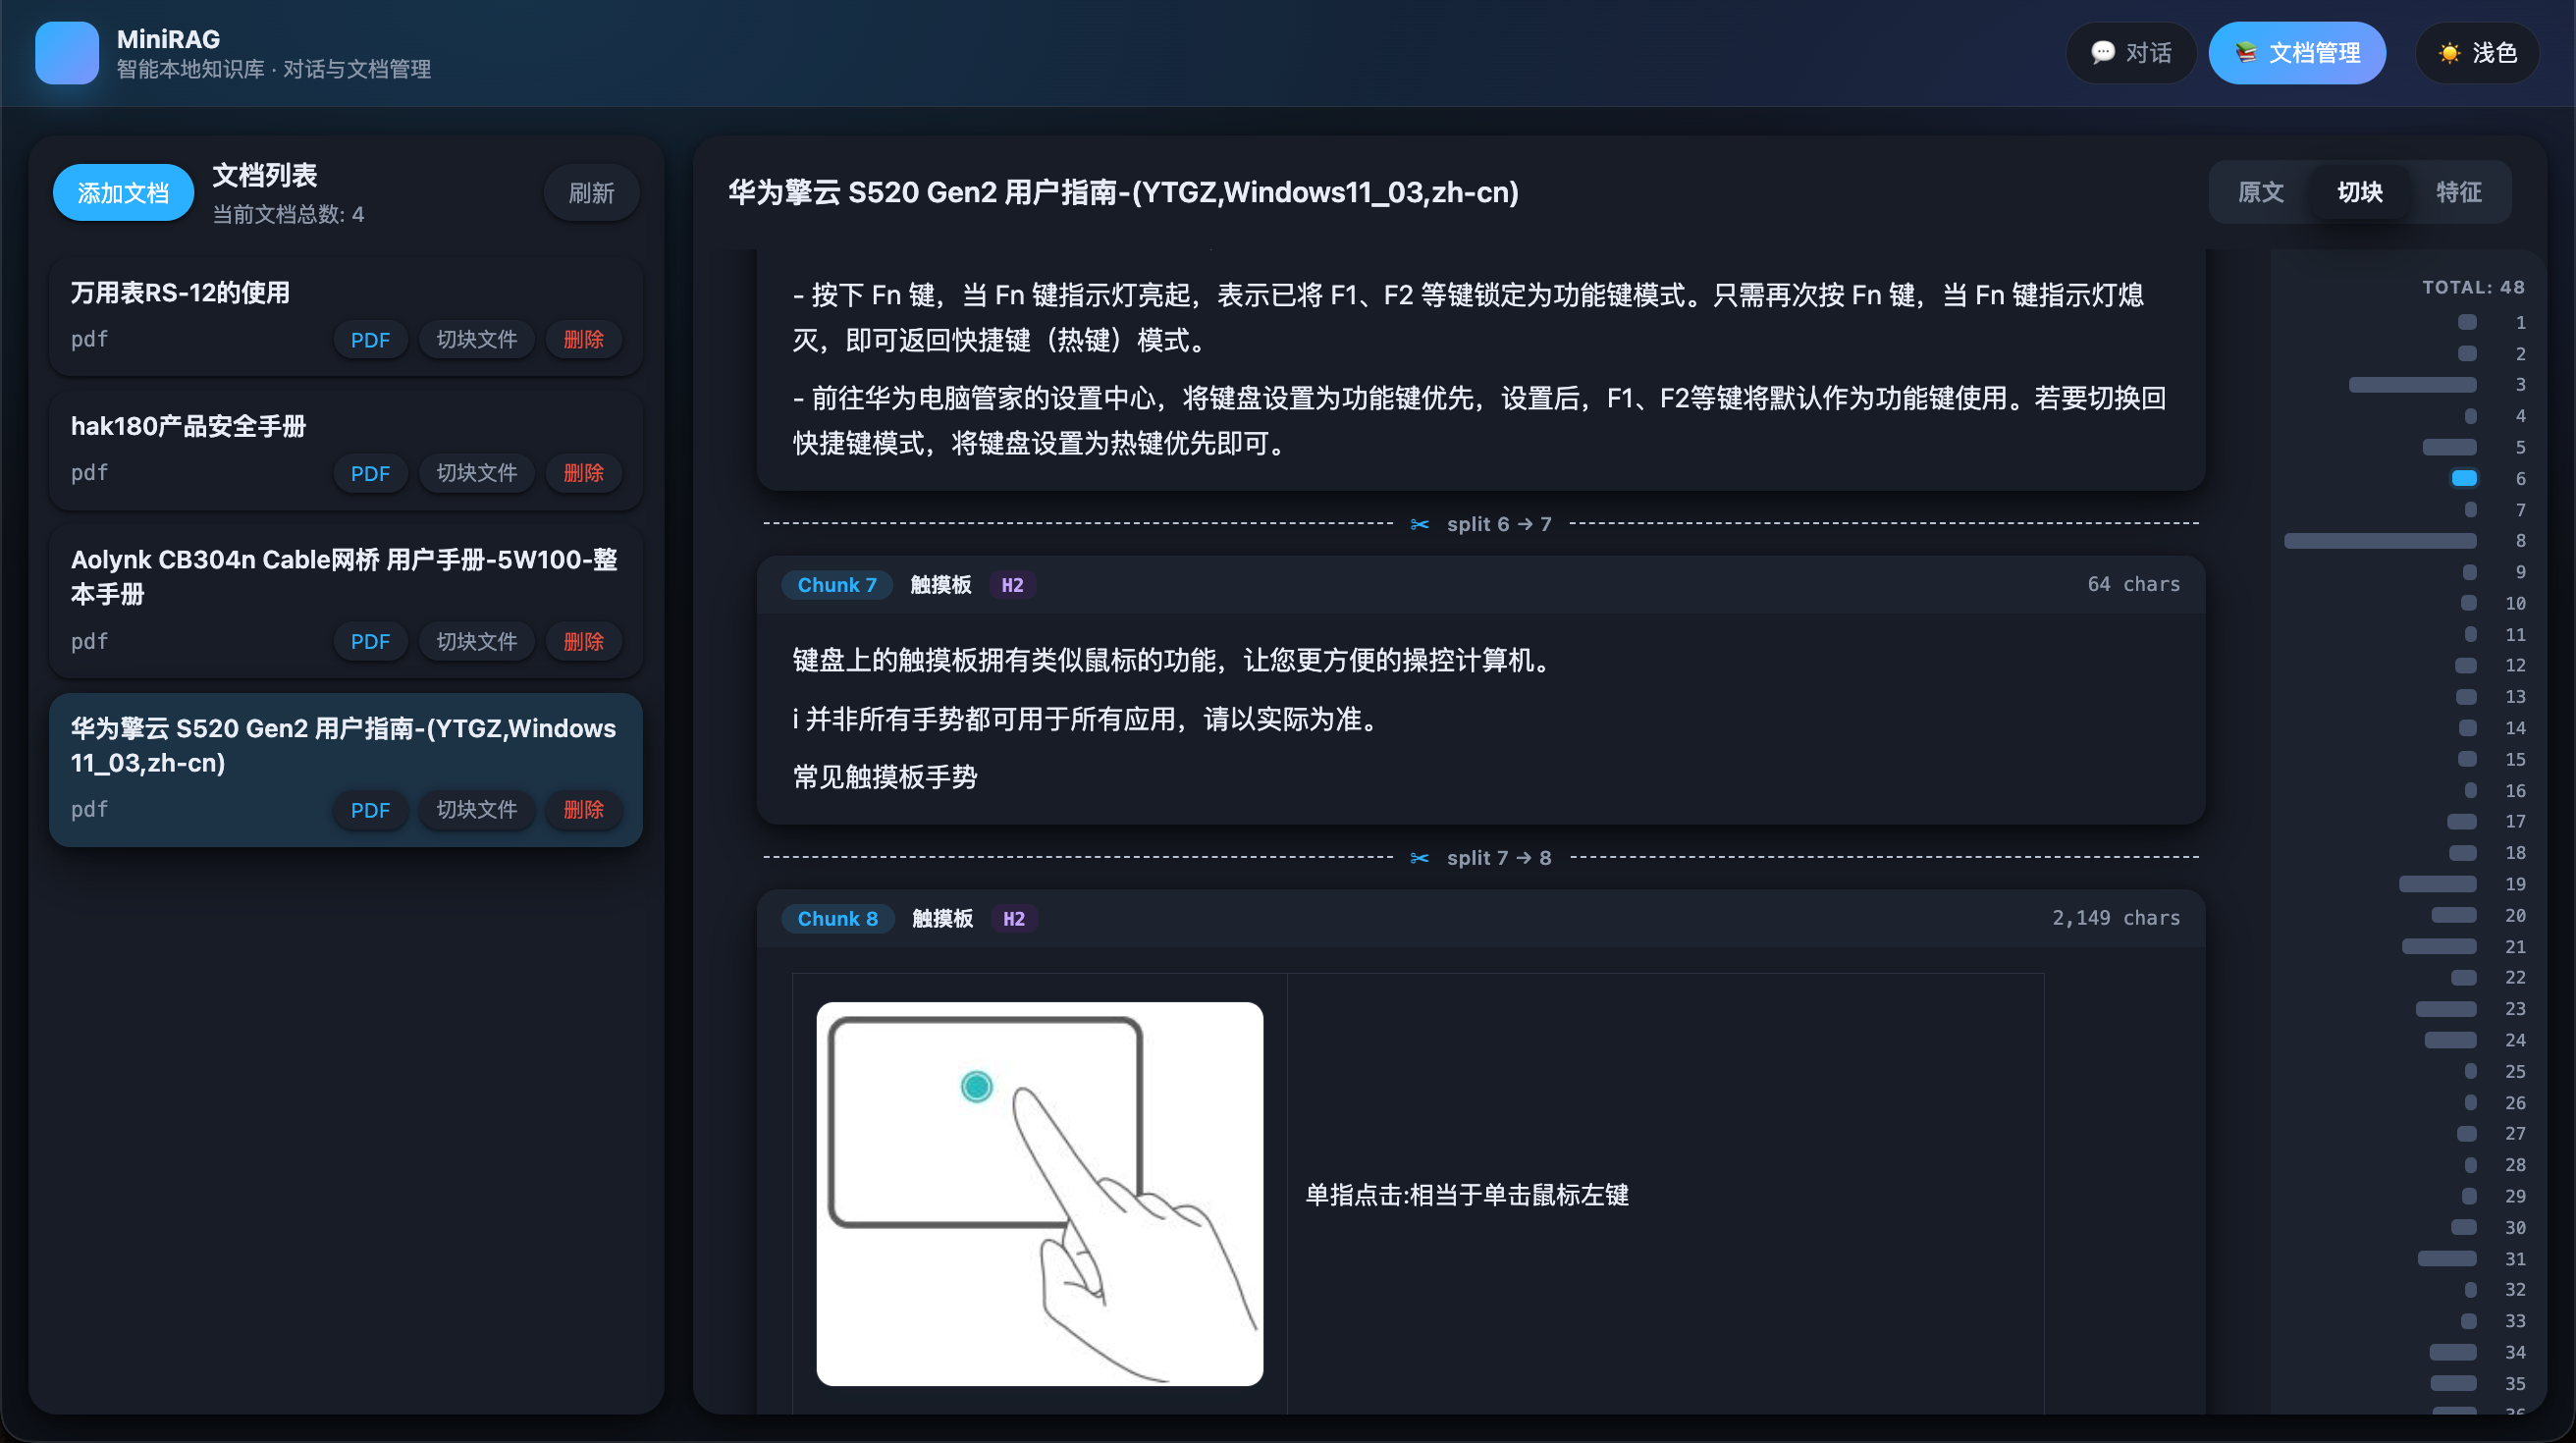 MiniRAG
智能本地知识库 · 对话与文档管理
💬 对话
📚 文档管理
☀️ 浅色
添加文档
文档列表
当前文档总数: 4
刷新
万用表RS-12的使用
pdf PDF 切块文件 删除
hak180产品安全手册
pdf PDF 切块文件 删除
Aolynk CB304n Cable网桥 用户手册-5W100-整
本手册
pdf PDF 切块文件 删除
华为擎云 S520 Gen2 用户指南-(YTGZ,Windows
11_03,zh-cn)
pdf PDF 切块文件 删除
华为擎云 S520 Gen2 用户指南-(YTGZ,Windows11_03,zh-cn)
原文 切块 特征
- 按下 Fn 键，当 Fn 键指示灯亮起，表示已将 F1、F2 等键锁定为功能键模式。只需再次按 Fn 键，当 Fn 键指示灯熄
灭，即可返回快捷键（热键）模式。
- 前往华为电脑管家的设置中心，将键盘设置为功能键优先，设置后，F1、F2等键将默认作为功能键使用。若要切换回
快捷键模式，将键盘设置为热键优先即可。
split 6 → 7
Chunk 7 触摸板 H2 64 chars
键盘上的触摸板拥有类似鼠标的功能，让您更方便的操控计算机。
i 并非所有手势都可用于所有应用，请以实际为准。
常见触摸板手势
split 7 → 8
Chunk 8 触摸板 H2 2,149 chars
单指点击:相当于单击鼠标左键
TOTAL: 48
1
2
3
4
5
6
7
8
9
10
11
12
13
14
15
16
17
18
19
20
21
22
23
24
25
26
27
28
29
30
31
32
33
34
35